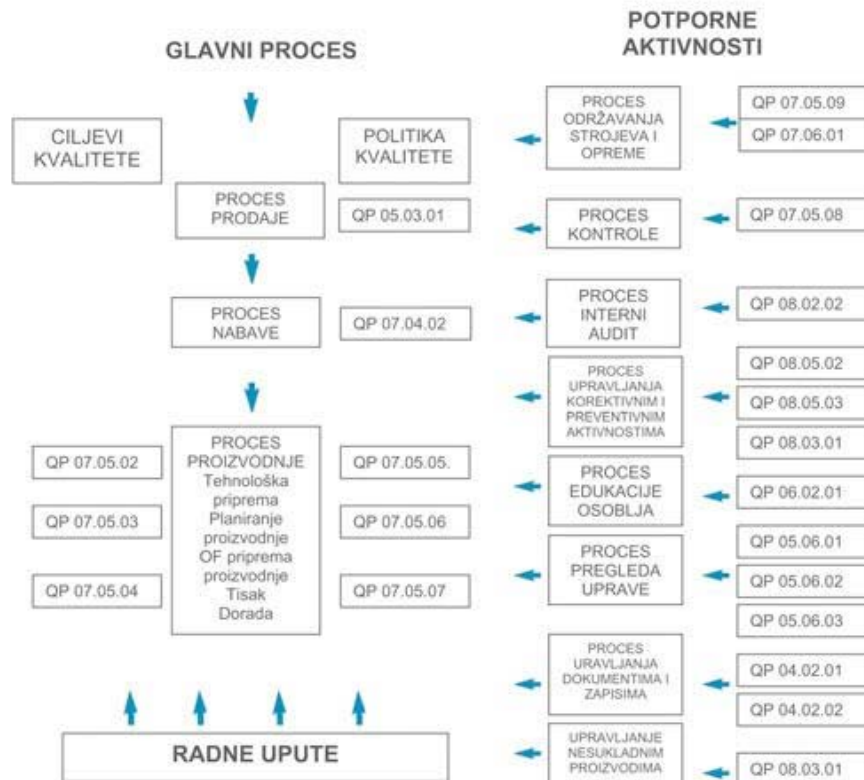 GLAVNI PROCES
CILJEVI
KVALITETE
POLITIKA
KVALITETE
PROCES
PRODAJE
QP 05.03.01
PROCES
NABAVE
QP 07.04.02
QP 07.05.02
QP 07.05.03
QP 07.05.04
PROCES
PROIZVODNJE
Tehnološka
priprema
Planiranje
proizvodnje
OF priprema
proizvodnje
Tisak
Dorada
QP 07.05.05.
QP 07.05.06
QP 07.05.07
RADNE UPUTE
POTPORNE
AKTIVNOSTI
PROCES
ODRŽAVANJA
STROJEVA I
OPREME
QP 07.05.09
QP 07.06.01
PROCES
KONTROLE
QP 07.05.08
PROCES
INTERNI
AUDIT
QP 08.02.02
PROCES
UPRAVLJANJA
KOREKTIVNIM I
PREVENTIVNIM
AKTIVNOSTIMA
QP 08.05.02
QP 08.05.03
QP 08.03.01
PROCES
EDUKACIJE
OSOBLJA
QP 06.02.01
PROCES
PREGLEDA
UPRAVE
QP 05.06.01
QP 05.06.02
QP 05.06.03
PROCES
URAVLJANJA
DOKUMENTIMA I
ZAPISIMA
QP 04.02.01
QP 04.02.02
UPRAVLJANJE
NESUKLADNIM
PROIZVODIMA
QP 08.03.01